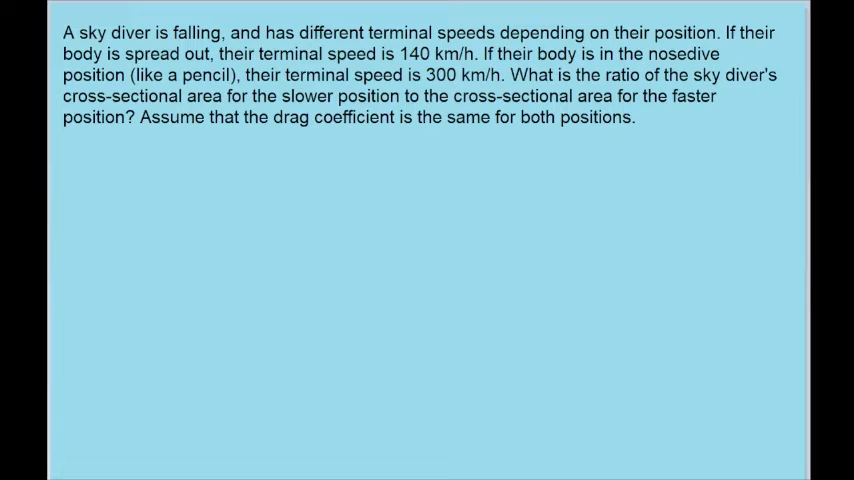 A sky diver is falling, and has different terminal speeds depending on their position. If their
body is spread out, their terminal speed is 140 km/h. If their body is in the nosedive
position (like a pencil), their terminal speed is 300 km/h. What is the ratio of the sky diver's
cross-sectional area for the slower position to the cross-sectional area for the faster
position? Assume that the drag coefficient is the same for both positions.